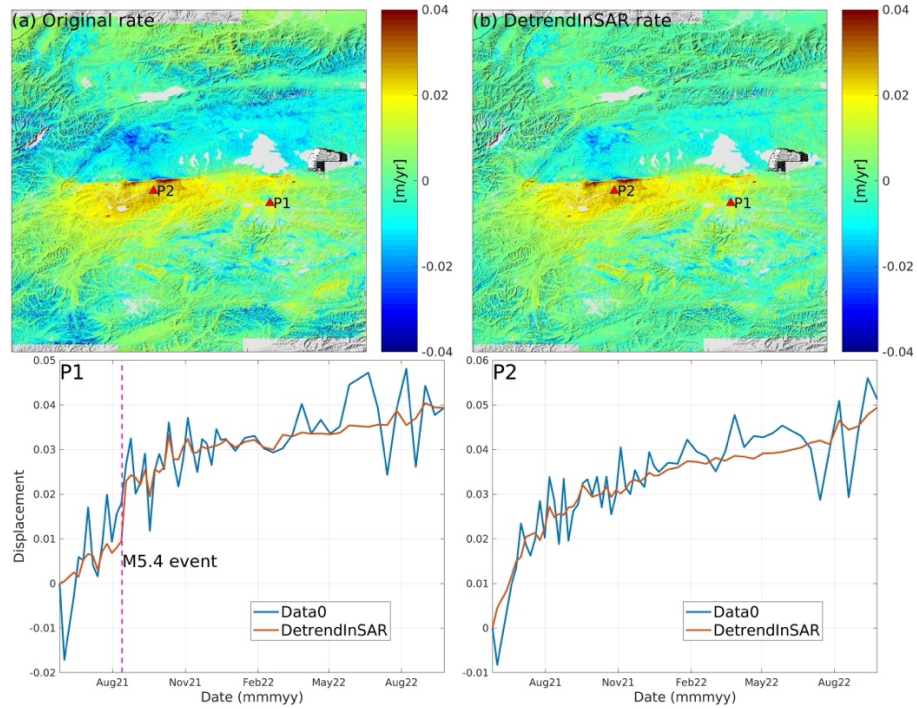 (a) Original rate
P2
P1
0.04
0.02
0
-0.02
-0.04
[m/yr]
(b) DetrendInSAR rate
P2
P1
0.04
0.02
0
-0.02
-0.04
[m/yr]
P1
0.05
0.04
0.03
0.02
0.01
0
-0.01
-0.02
Displacement
M5.4 event
Data0
DetrendInSAR
Aug21 Nov21 Feb22 May22 Aug22
Date (mmmyy)
P2
0.06
0.05
0.04
0.03
0.02
0.01
0
-0.01
Data0
DetrendInSAR
Aug21 Nov21 Feb22 May22 Aug22
Date (mmmyy)